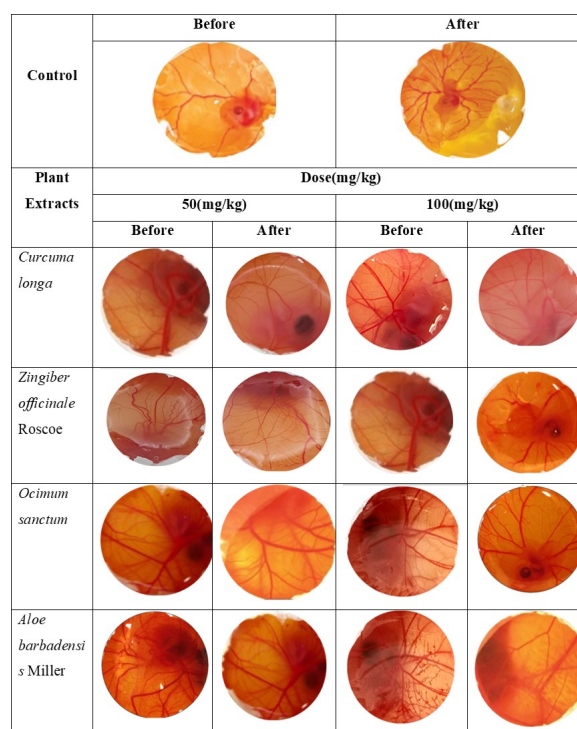 Before After
Control
Plant Extracts Dose(mg/kg)
50(mg/kg) 100(mg/kg)
Before After Before After
Curcuma
longa
Zingiber
officinale
Roscoe
Ocimum
sanctum
Aloe
barbadensi
s Miller